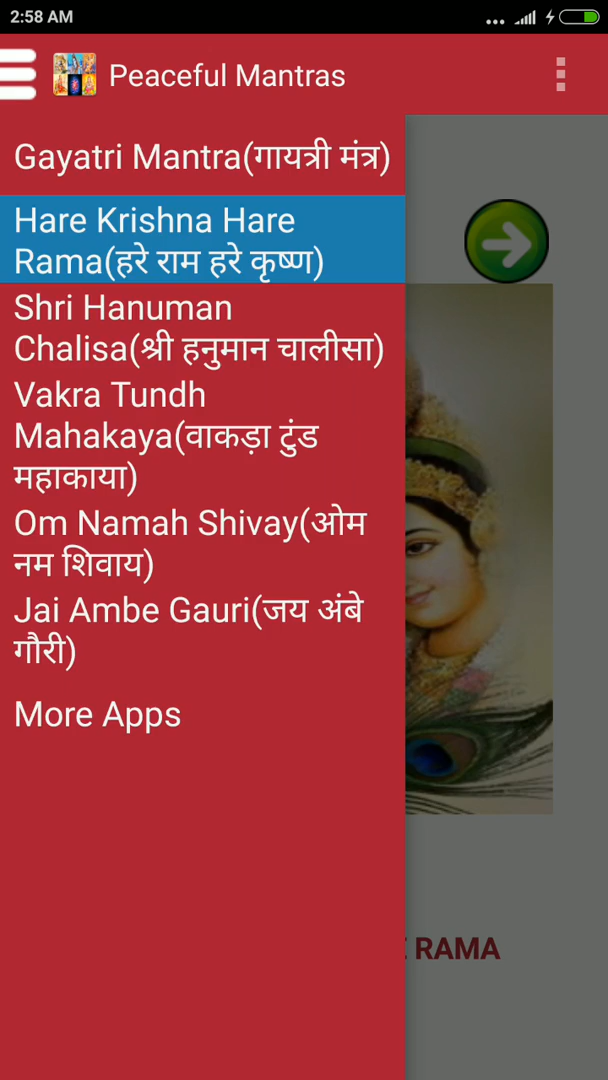 2:58 AM
Peaceful Mantras
Gayatri Mantra(गायत्री मंत्र)
Hare Krishna Hare
Rama(हरे राम हरे कृष्ण)
Shri Hanuman
Chalisa(श्री हनुमान चालीसा)
Vakra Tundh
Mahakaya(वाकड़ा टुंड
महाकाया)
Om Namah Shivay(ओम
नम शिवाय)
Jai Ambe Gauri(जय अंबे
गौरी)
More Apps
RAMA